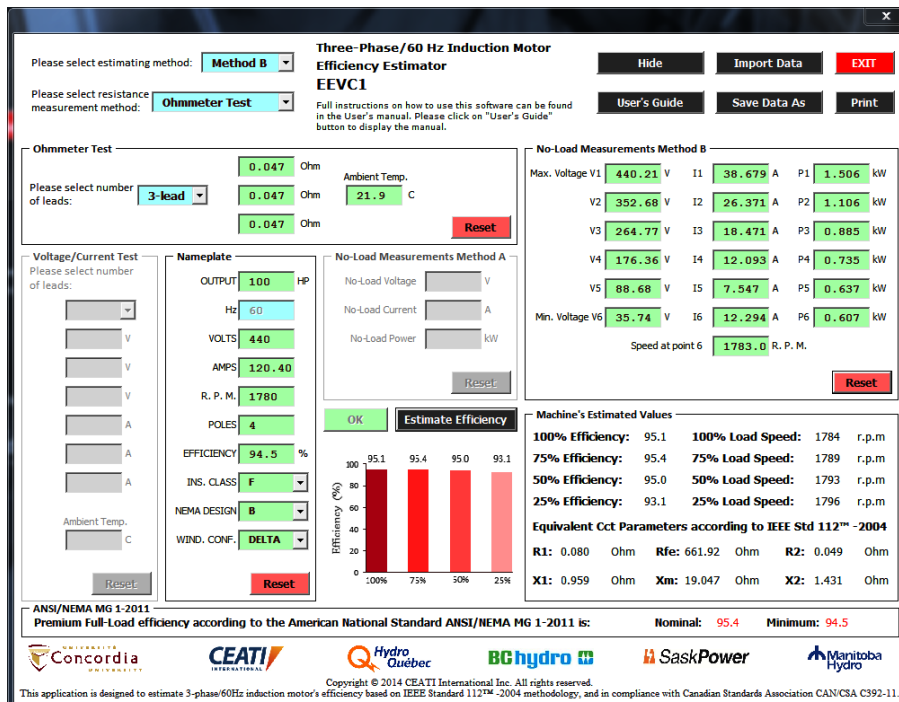 x
Please select estimating method: Method B
Three-Phase/60 Hz Induction Motor
Efficiency Estimator
EEVC1
Hide
Import Data
EXIT
Please select resistance
measurement method: Ohmmeter Test
Full instructions on how to use this software can be found
in the User's manual. Please click on "User's Guide"
button to display the manual.
User's Guide
Save Data As
Print
Ohmmeter Test
Please select number
of leads: 3-lead
0.047 Ohm
0.047 Ohm
0.047 Ohm
Ambient Temp.
21.9 C
Reset
No-Load Measurements Method B
Max. Voltage V1 440.21 V I1 38.679 A P1 1.506 kW
V2 352.68 V I2 26.371 A P2 1.106 kW
V3 264.77 V I3 18.471 A P3 0.885 kW
V4 176.36 V I4 12.093 A P4 0.735 kW
V5 88.68 V I5 7.547 A P5 0.637 kW
Min. Voltage V6 35.74 V I6 12.294 A P6 0.607 kW
Speed at point 6 1783.0 R. P. M.
Reset
Voltage/Current Test
Please select number
of leads:
V
V
V
A
A
A
Ambient Temp.
C
Reset
Nameplate
OUTPUT 100 HP
Hz 60
VOLTS 440
AMPS 120.40
R. P. M. 1780
POLES 4
EFFICIENCY 94.5 %
INS. CLASS F
NEMA DESIGN B
WIND. CONF. DELTA
Reset
No-Load Measurements Method A
No-Load Voltage V
No-Load Current A
No-Load Power kW
Reset
OK
Estimate Efficiency
Efficiency (%)
100
80
60
40
20
0
95.1 95.4 95.0 93.1
100% 75% 50% 25%
Machine's Estimated Values
100% Efficiency: 95.1 100% Load Speed: 1784 r.p.m
75% Efficiency: 95.4 75% Load Speed: 1789 r.p.m
50% Efficiency: 95.0 50% Load Speed: 1793 r.p.m
25% Efficiency: 93.1 25% Load Speed: 1796 r.p.m
Equivalent Cct Parameters according to IEEE Std 112™ -2004
R1: 0.080 Ohm Rfe: 661.92 Ohm R2: 0.049 Ohm
X1: 0.959 Ohm Xm: 19.047 Ohm X2: 1.431 Ohm
ANSI/NEMA MG 1-2011
Premium Full-Load efficiency according to the American National Standard ANSI/NEMA MG 1-2011 is: Nominal: 95.4 Minimum: 94.5
UNIVERSITÉ
Concordia
UNIVERSITY
CEATI
INTERNATIONAL
Hydro
Québec
BC hydro
SaskPower
Manitoba
Hydro
Copyright © 2014 CEATI International Inc. All rights reserved.
This application is designed to estimate 3-phase/60Hz induction motor's efficiency based on IEEE Standard 112™ -2004 methodology, and in compliance with Canadian Standards Association CAN/CSA C392-11.